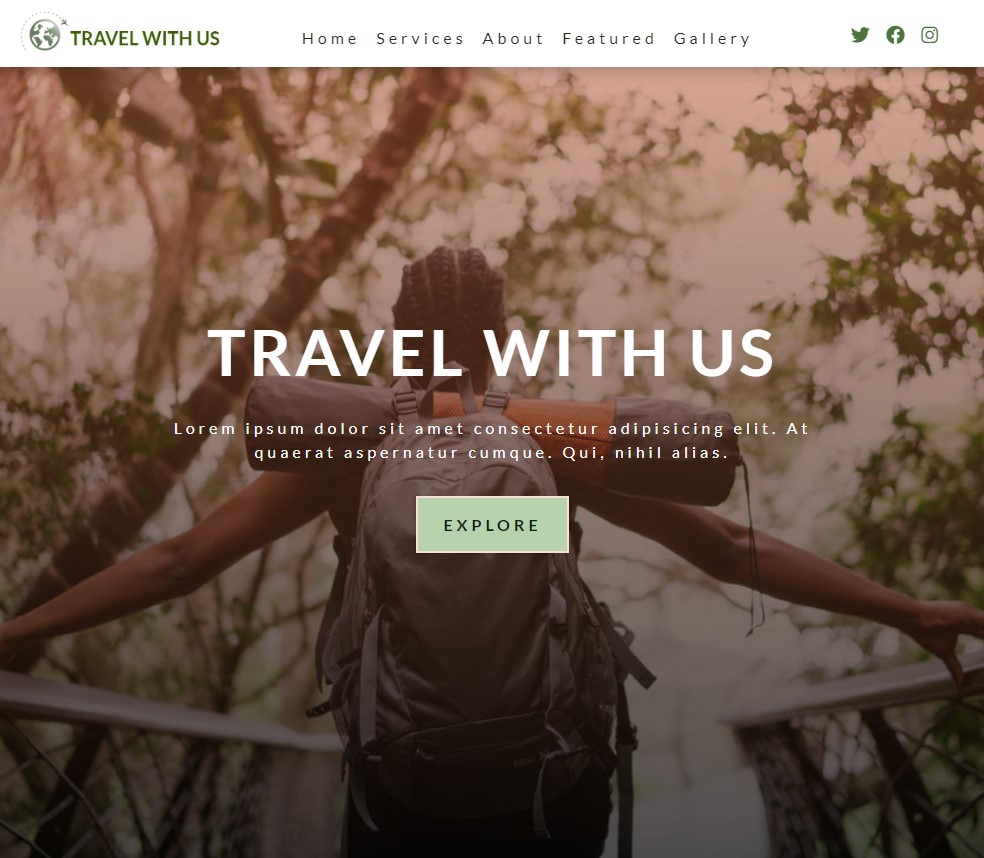 TRAVEL WITH US
Home Services About Featured Gallery
TRAVEL WITH US
Lorem ipsum dolor sit amet consectetur adipisicing elit. At
quaerat aspernatur cumque. Qui, nihil alias.
EXPLORE